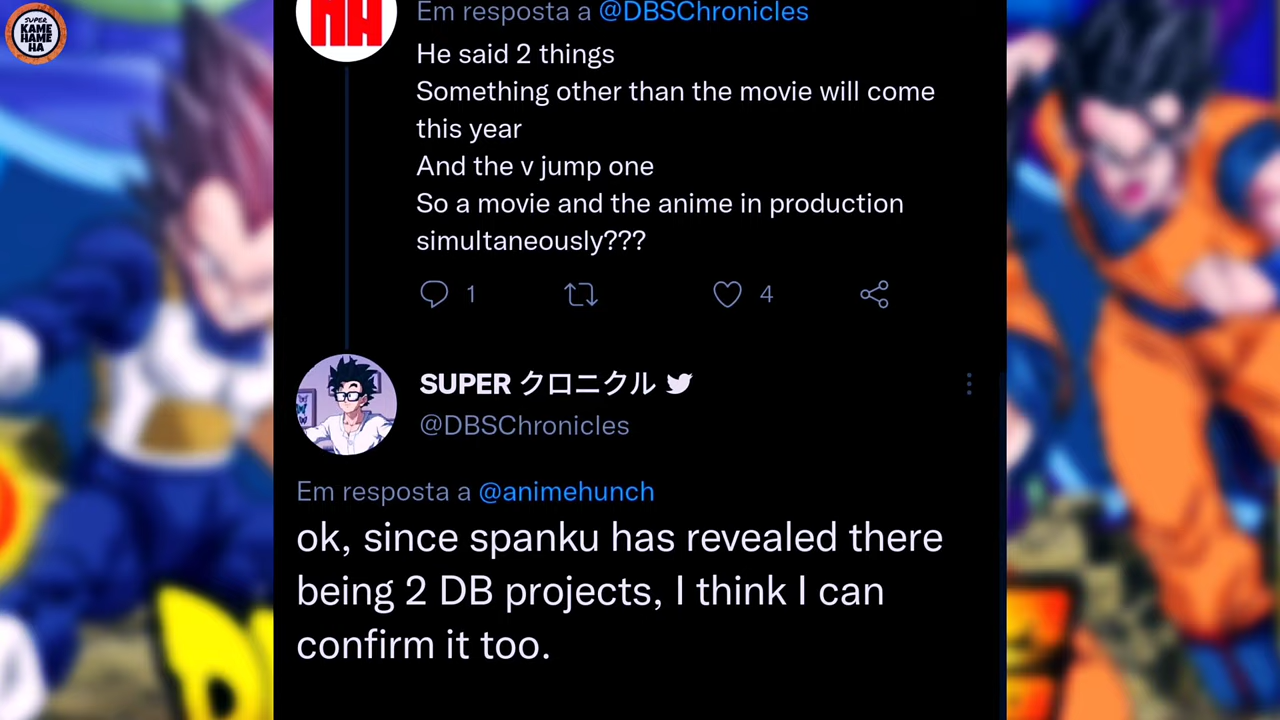 SUPER
KAME
HAME
HA
Em resposta a @DBSChronicles
He said 2 things
Something other than the movie will come
this year
And the v jump one
So a movie and the anime in production
simultaneously???
1
4
SUPER クロニクル
@DBSChronicles
Em resposta a @animehunch
ok, since spanku has revealed there
being 2 DB projects, I think I can
confirm it too.